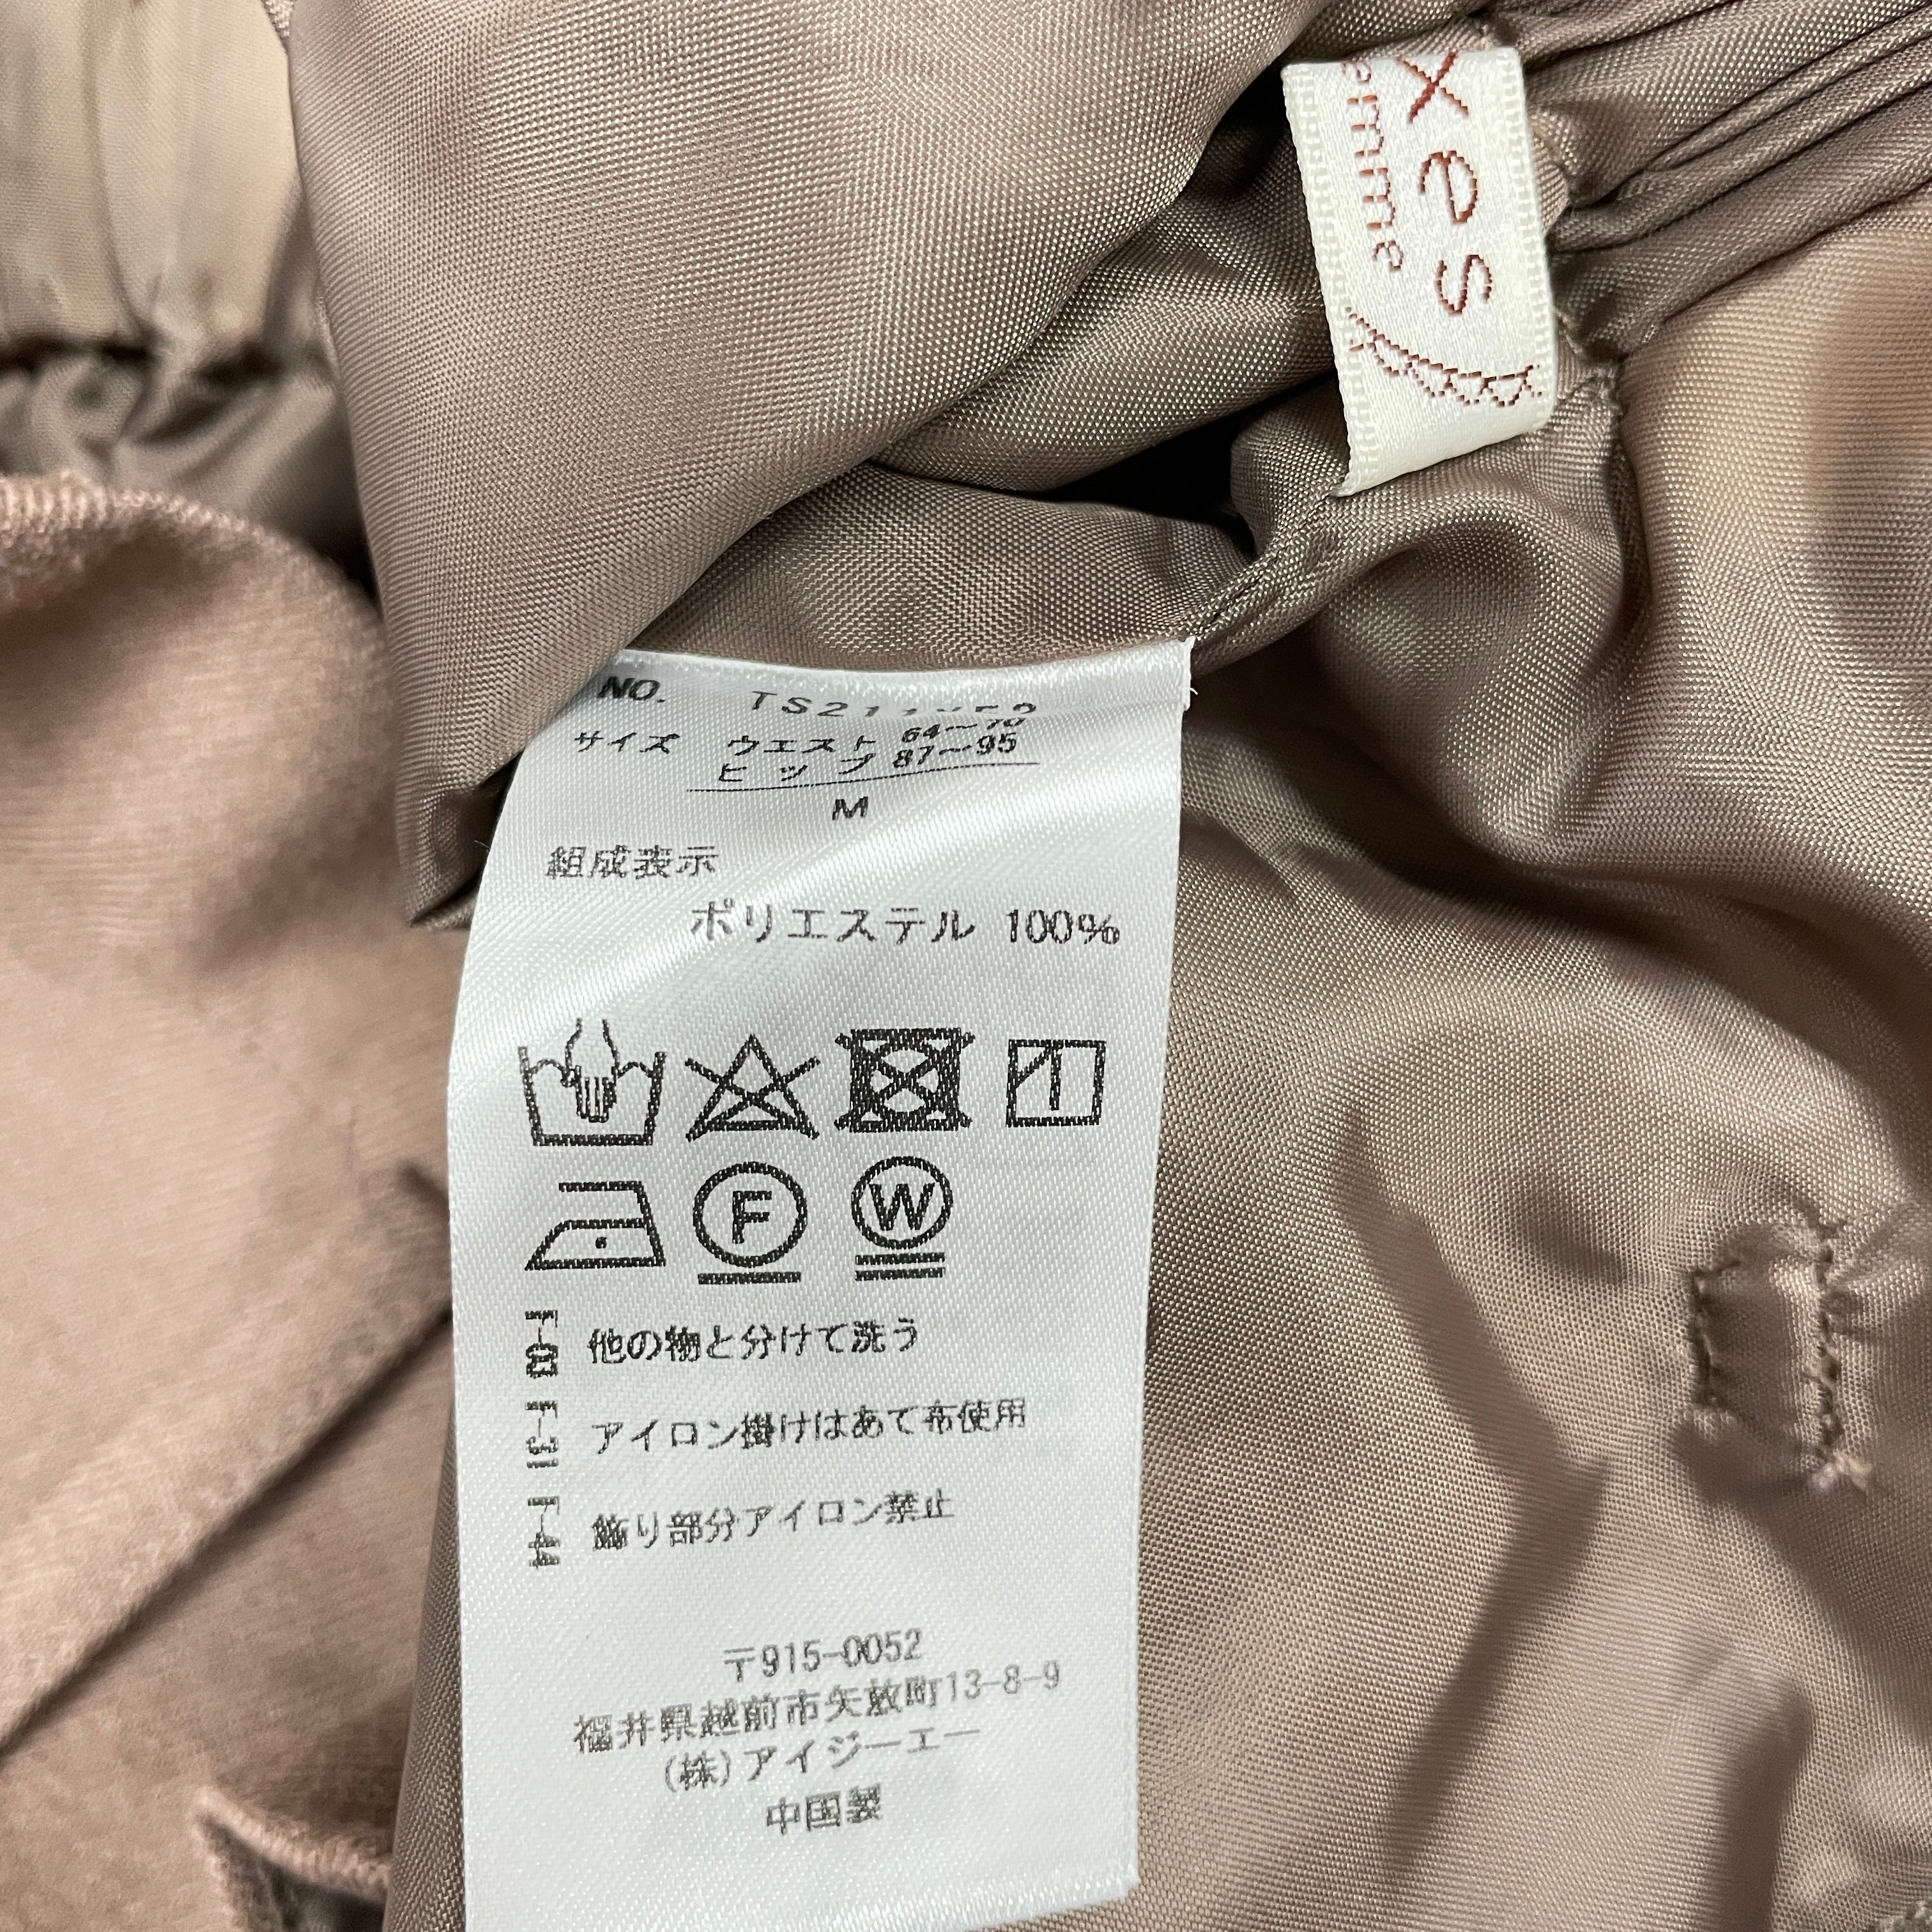 xes
emme
NO.
サイズ ウエスト 64~70
ヒップ 87~95
M
組成表示
ポリエステル 100%
F
W
F-03 他の物と分けて洗う
F-31 アイロン掛けはあて布使用
F-44 飾り部分アイロン禁止
〒915-0052
福井県越前市矢放町13-8-9
(株)アイジーエー
中国製